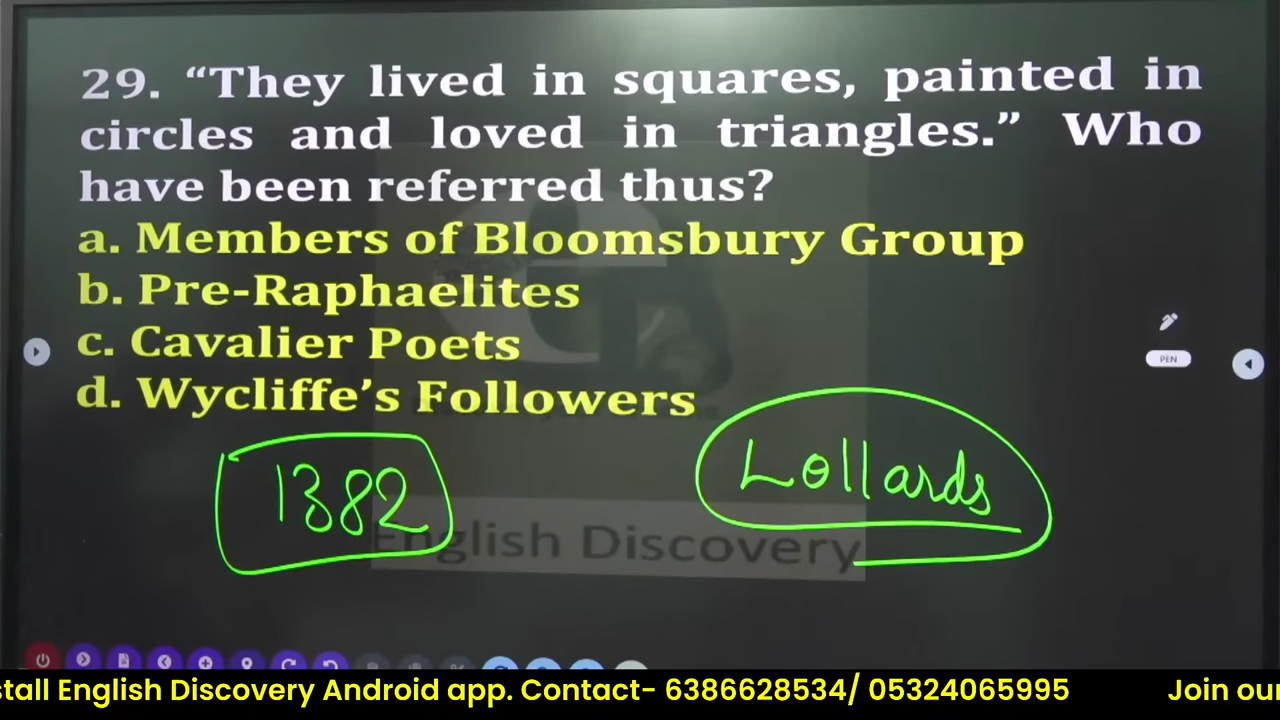 29. “They lived in squares, painted in
circles and loved in triangles.” Who
have been referred thus?
a. Members of Bloomsbury Group
b. Pre-Raphaelites
c. Cavalier Poets
d. Wycliffe’s Followers
1382
Lollards
English Discovery
PEN
stall English Discovery Android app. Contact- 6386628534/ 05324065995 Join our